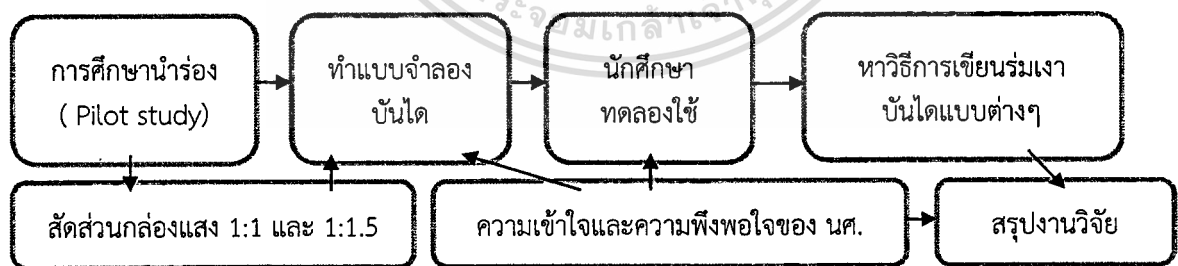 การศึกษานำร่อง
( Pilot study)
ทำแบบจำลอง
บันได
นักศึกษา
ทดลองใช้
หาวิธีการเขียนร่มเงา
บันไดแบบต่างๆ
สัดส่วนกล่องแสง 1:1 และ 1:1.5
ความเข้าใจและความพึงพอใจของ นศ.
สรุปงานวิจัย